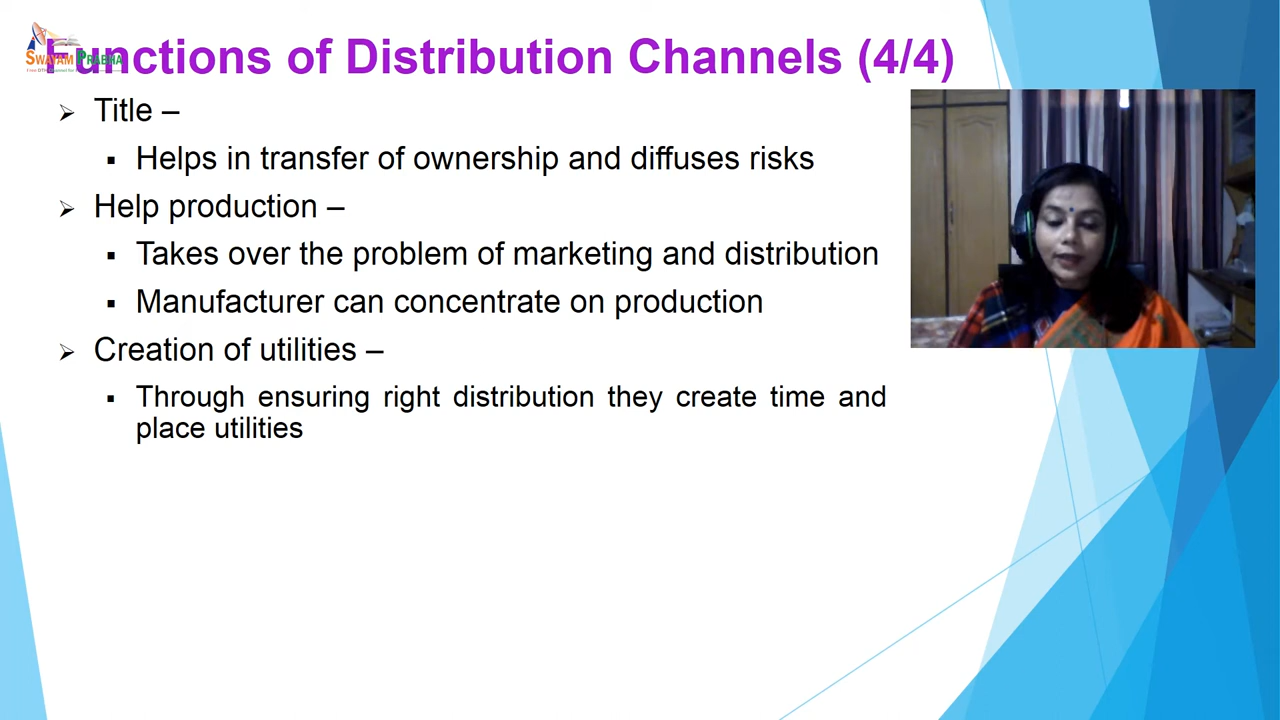 Functions of Distribution Channels (4/4)
SWAYAM PRABHA
Title –
Helps in transfer of ownership and diffuses risks
Help production –
Takes over the problem of marketing and distribution
Manufacturer can concentrate on production
Creation of utilities –
Through ensuring right distribution they create time and
place utilities